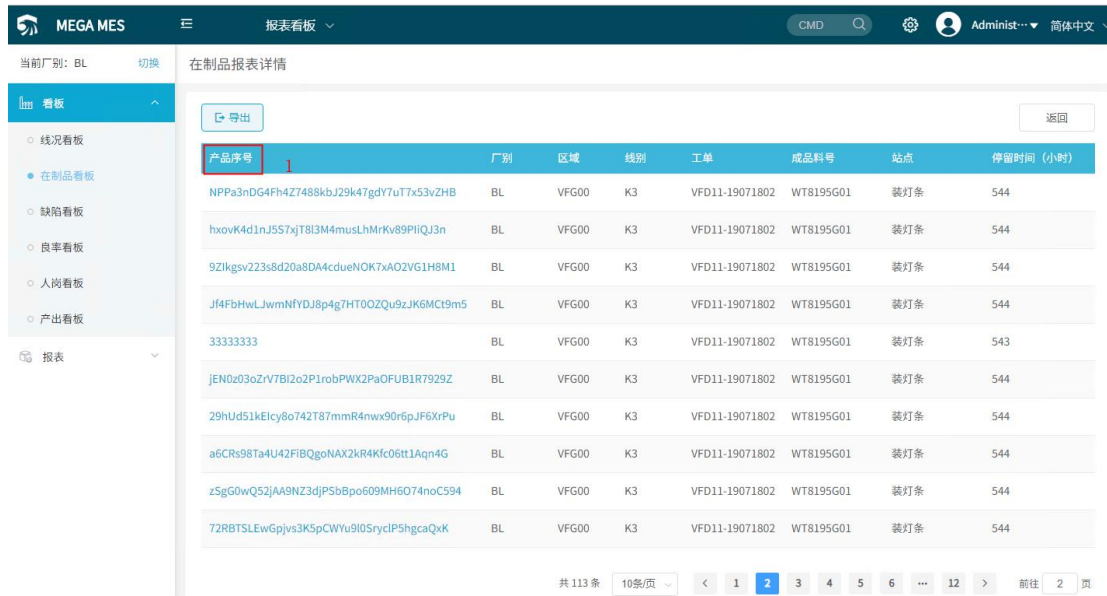 MEGA MES 报表看板 CMD Administ··· 简体中文
当前厂别：BL 切换 在制品报表详情
看板
线况看板
在制品看板
缺陷看板
良率看板
人岗看板
产出看板
报表
导出 返回
产品序号 1 厂别 区域 线别 工单 成品料号 站点 停留时间（小时）
NPPa3nDG4Fh4Z7488kbJ29k47gdY7uT7x53vZHB BL VFG00 K3 VFD11-19071802 WT8195G01 装灯条 544
hxovK4d1nJ5S7xjT8l3M4musLhMrKv89PliQJ3n BL VFG00 K3 VFD11-19071802 WT8195G01 装灯条 544
9ZIkgsv223s8d20a8DA4cdueNOK7xAO2VG1H8M1 BL VFG00 K3 VFD11-19071802 WT8195G01 装灯条 544
Jf4FbHwLJwmNfYDJ8p4g7HT0OZQu9zJK6MCt9m5 BL VFG00 K3 VFD11-19071802 WT8195G01 装灯条 544
33333333 BL VFG00 K3 VFD11-19071802 WT8195G01 装灯条 543
jEN0z03oZrV7BI2o2P1robPWX2PaOFUB1R7929Z BL VFG00 K3 VFD11-19071802 WT8195G01 装灯条 544
29hUd51kEIcy8o742T87mmR4nwx90r6pJF6XrPu BL VFG00 K3 VFD11-19071802 WT8195G01 装灯条 544
a6CRs98Ta4U42FiBQgoNAX2kR4Kfc06tt1Aqn4G BL VFG00 K3 VFD11-19071802 WT8195G01 装灯条 544
zSgG0wQ52jAA9NZ3djPSbBpo609MH6O74noC594 BL VFG00 K3 VFD11-19071802 WT8195G01 装灯条 544
72RBTSLEwGpjvs3K5pCWYu9l0SryclP5hgcaQxK BL VFG00 K3 VFD11-19071802 WT8195G01 装灯条 544
共 113 条 10条/页 < 1 2 3 4 5 6 ··· 12 > 前往 2 页